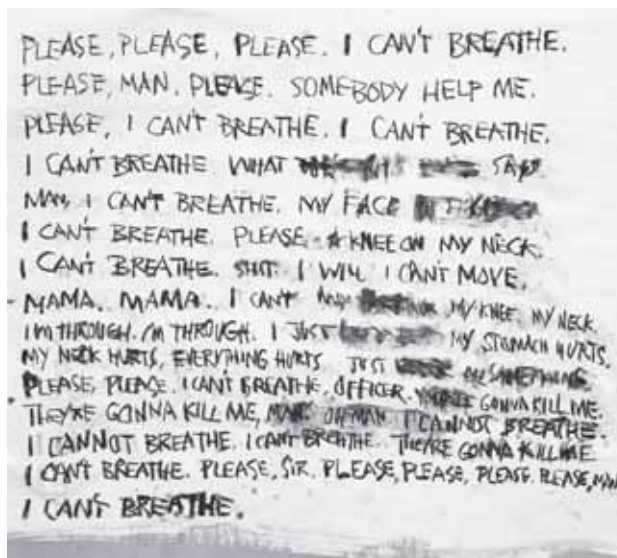 PLEASE, PLEASE, PLEASE. I CAN'T BREATHE.
PLEASE, MAN, PLEASE. SOMEBODY HELP ME.
PLEASE, I CAN'T BREATHE. I CAN'T BREATHE.
I CAN'T BREATHE. WHAT
MAN, I CAN'T BREATHE. MY FACE
I CAN'T BREATHE. PLEASE. A KNEE ON MY NECK.
I CAN'T BREATHE. SHIT. I WILL I CAN'T MOVE.
MAMA. MAMA. I CAN'T MY KNEE, MY NECK.
I'M THROUGH. I'M THROUGH. I JUST MY STOMACH HURTS.
MY NECK HURTS, EVERYTHING HURTS. JUST OR SOMETHING.
PLEASE, PLEASE. I CAN'T BREATHE, OFFICER. GONNA KILL ME.
THEY'RE GONNA KILL ME, MAN. OH MAN I CANNOT BREATHE.
I CANNOT BREATHE. I CAN'T BREATHE. THEY'RE GONNA KILL ME.
I CAN'T BREATHE. PLEASE, SIR. PLEASE, PLEASE, PLEASE. PLEASE, MAN
I CAN'T BREATHE.